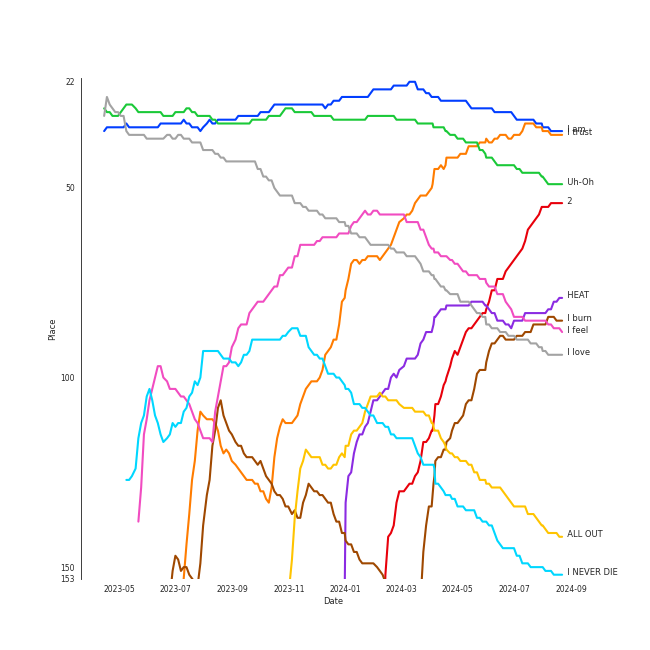 22
I am
I trust
Uh-Oh
50
2
HEAT
I burn
I feel
I love
100
ALL OUT
I NEVER DIE
150
153
Place
2023-05
2023-07
2023-09
2023-11
2024-01
2024-03
2024-05
2024-07
2024-09
Date